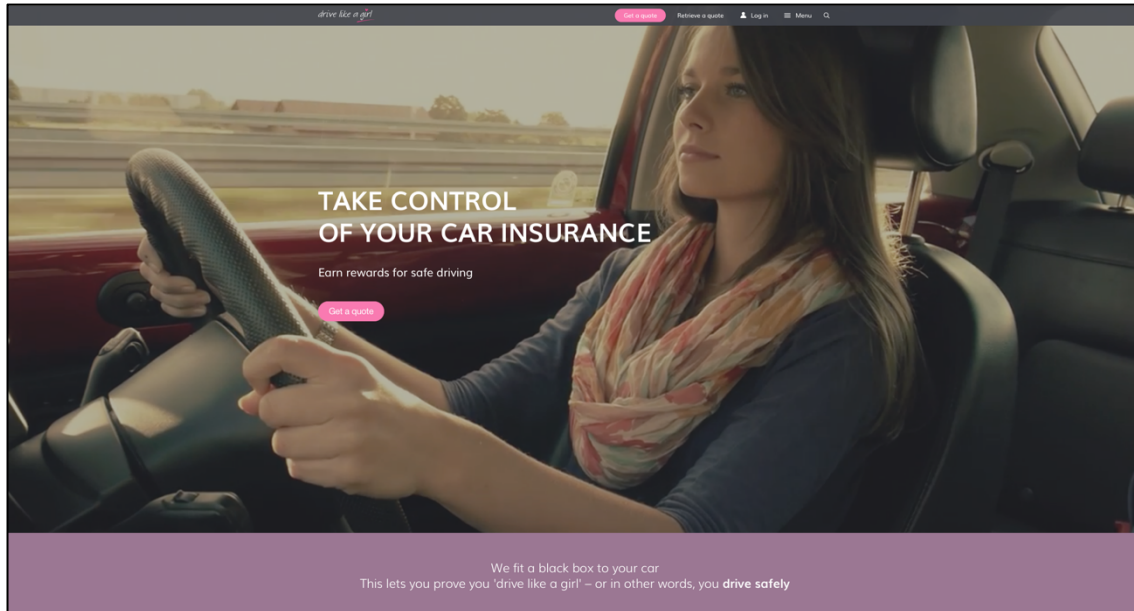 drive like a girl
Get a quote
Retrieve a quote
Log in
Menu
TAKE CONTROL
OF YOUR CAR INSURANCE
Earn rewards for safe driving
Get a quote
We fit a black box to your car
This lets you prove you 'drive like a girl' – or in other words, you drive safely